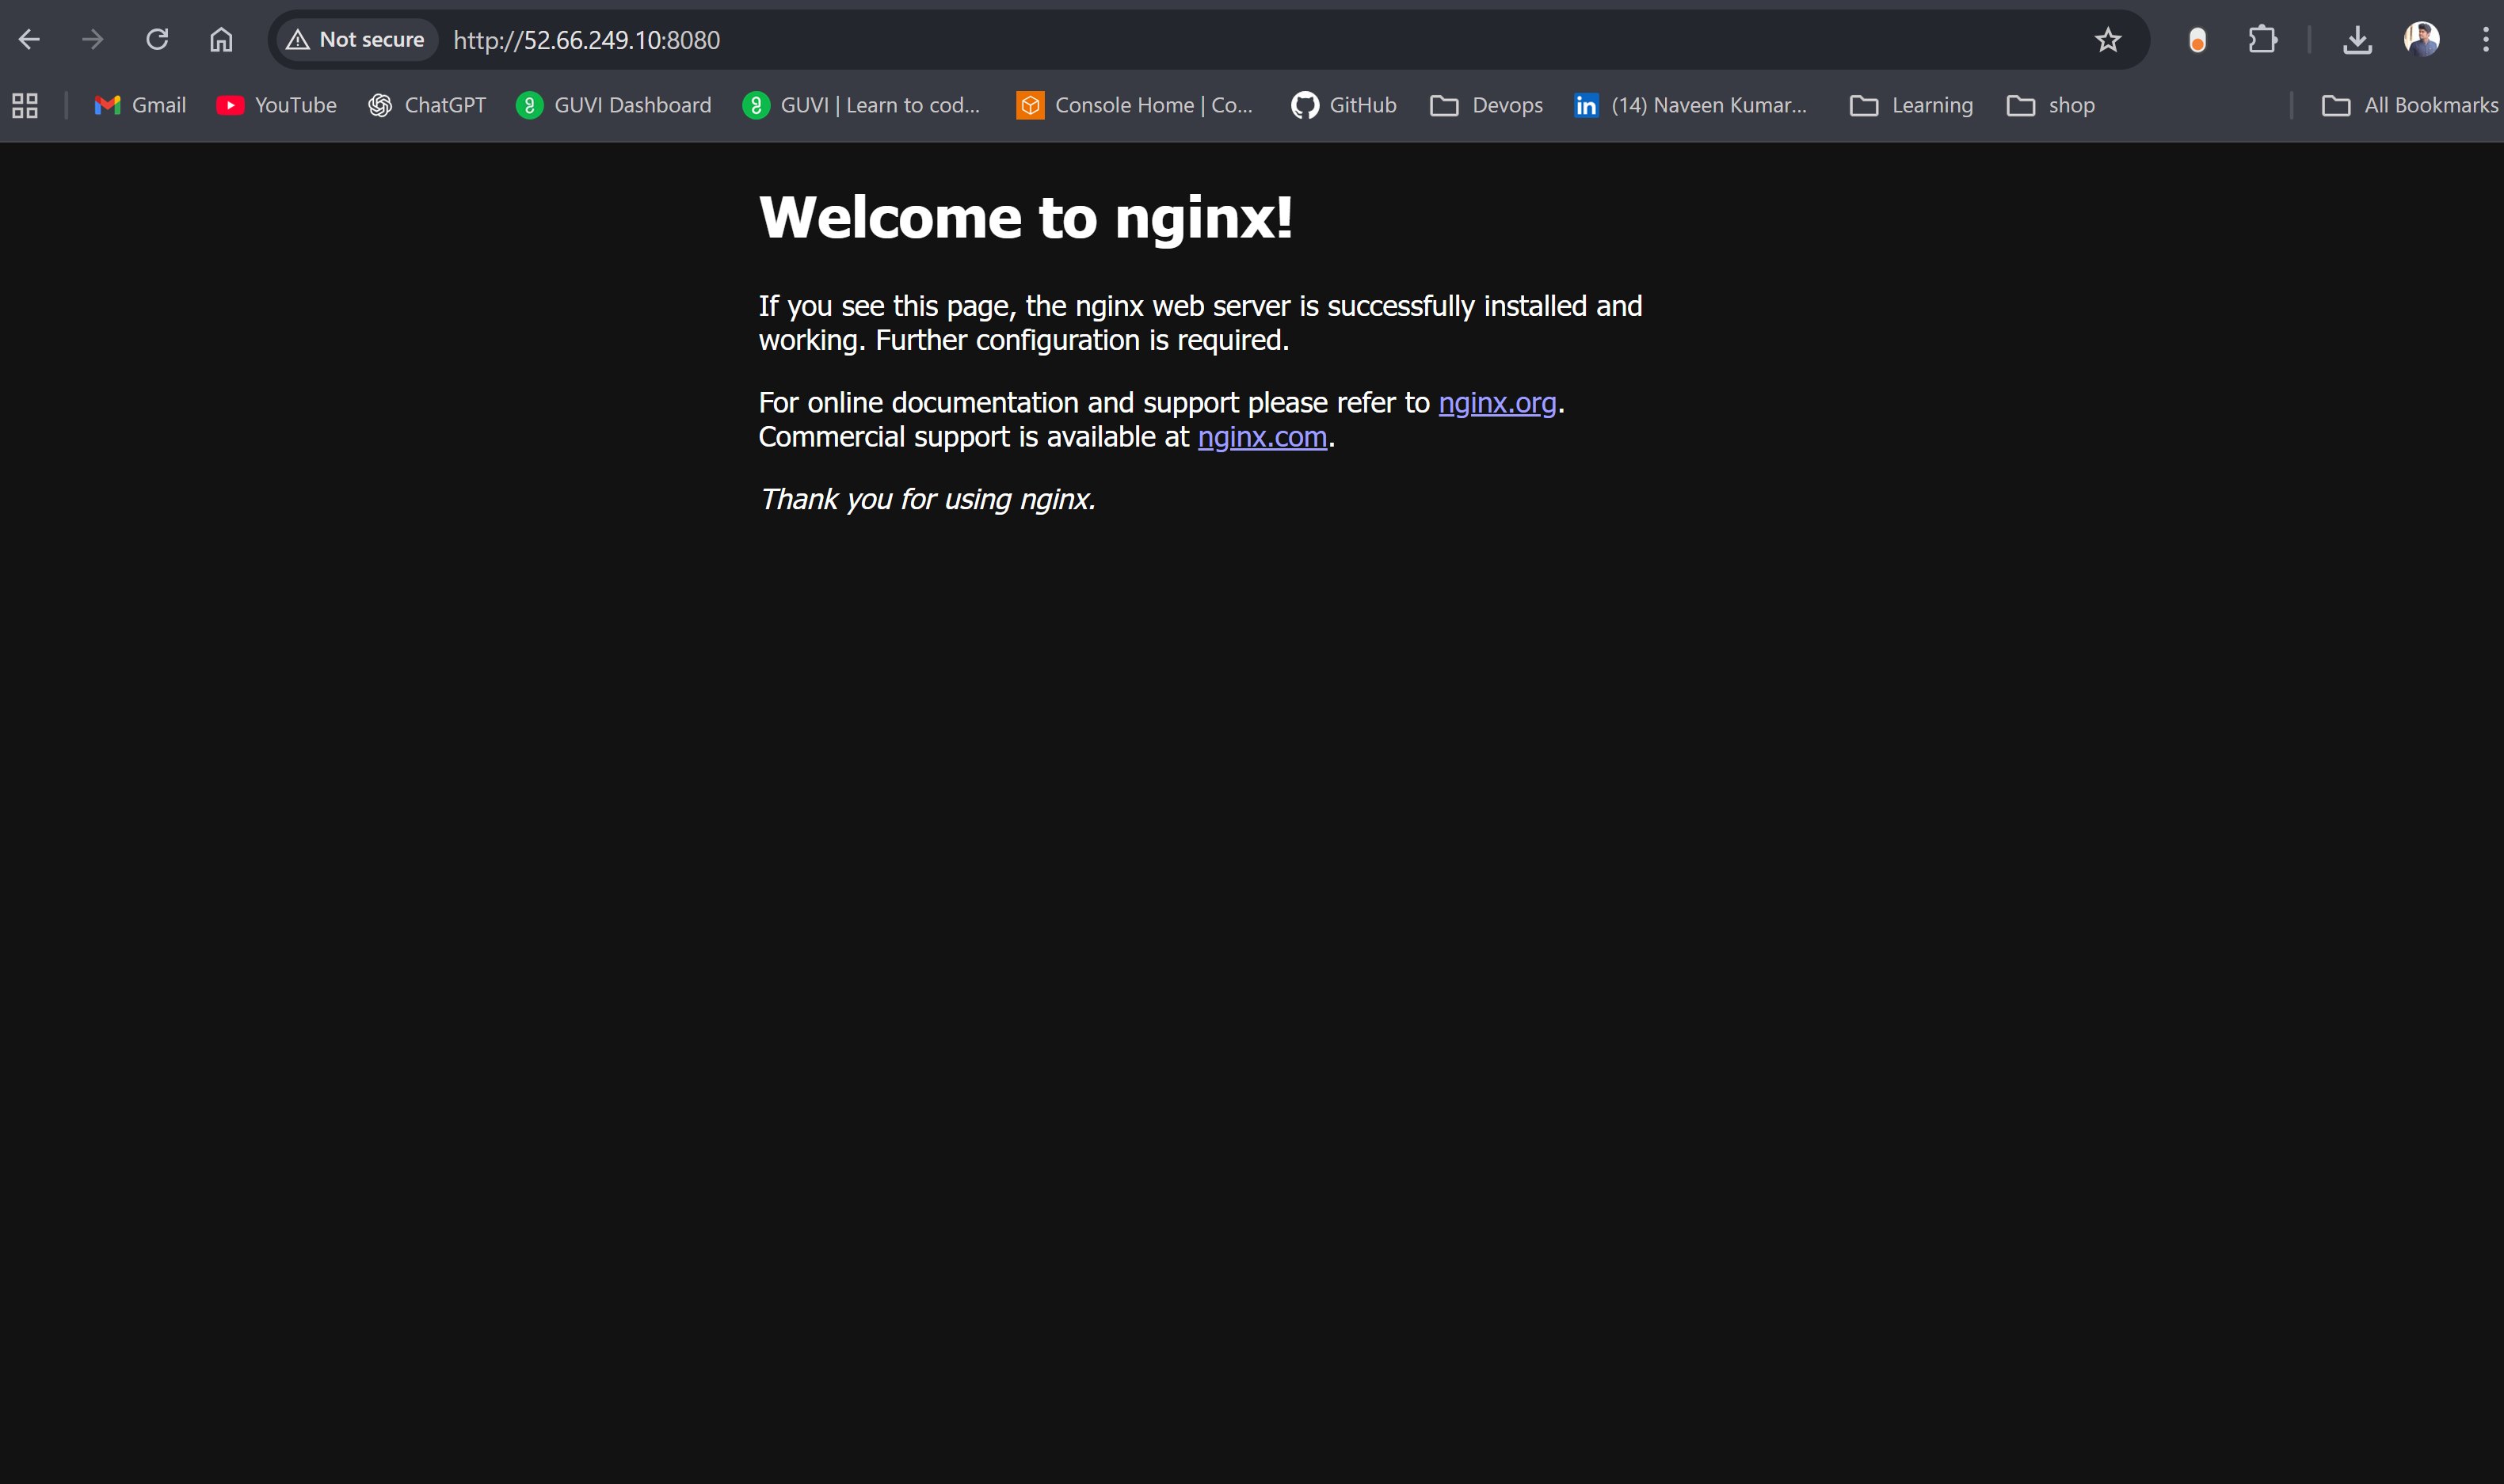 Not secure http://52.66.249.10:8080
Gmail YouTube ChatGPT GUVI Dashboard GUVI | Learn to cod... Console Home | Co... GitHub Devops (14) Naveen Kumar... Learning shop All Bookmarks
Welcome to nginx!
If you see this page, the nginx web server is successfully installed and
working. Further configuration is required.
For online documentation and support please refer to nginx.org.
Commercial support is available at nginx.com.
Thank you for using nginx.